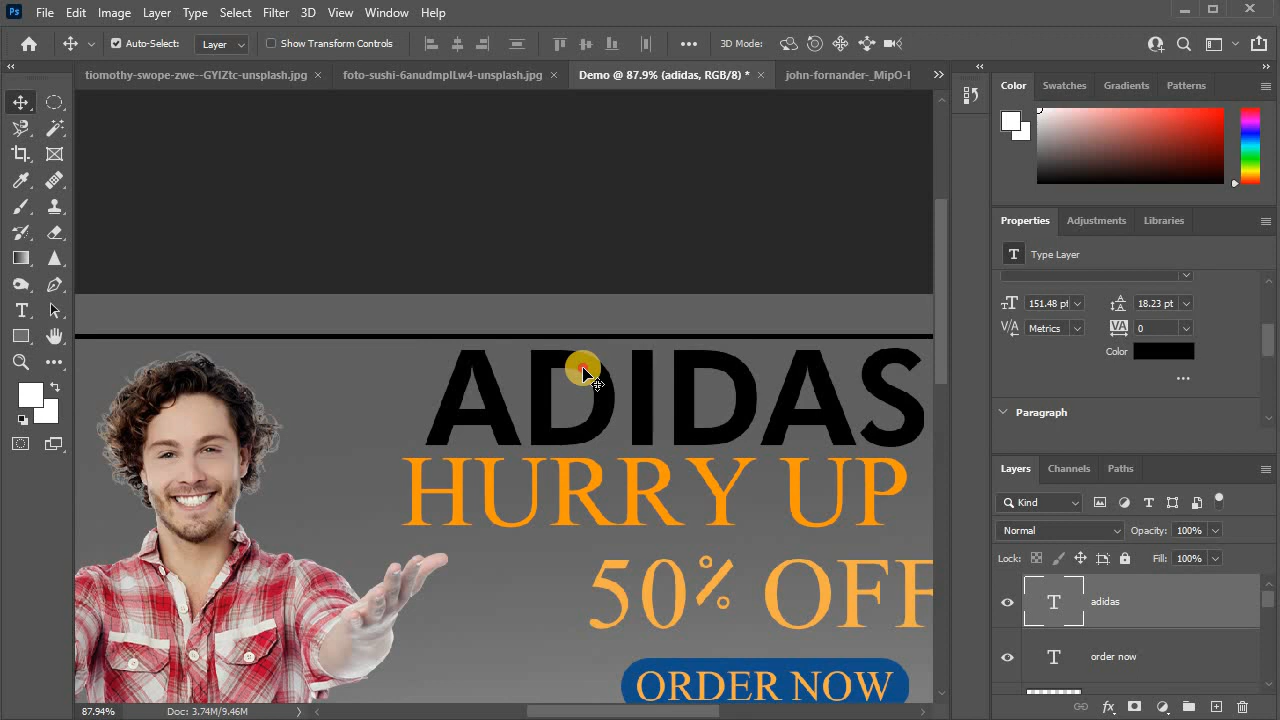 Ps File Edit Image Layer Type Select Filter 3D View Window Help
Auto-Select: Layer Show Transform Controls 3D Mode:
tiomothy-swope-zwe--GYIZtc-unsplash.jpg × foto-sushi-6anudmpILw4-unsplash.jpg × Demo @ 87.9% (adidas, RGB/8) * × john-fornander-_MipO-I
Color Swatches Gradients Patterns
Properties Adjustments Libraries
T Type Layer
151.48 pt 18.23 pt
Metrics 0
Color
Paragraph
ADIDAS
HURRY UP
50% OFF
ORDER NOW
Layers Channels Paths
Kind
Normal Opacity: 100%
Lock: Fill: 100%
T adidas
T order now
87.94% Doc: 3.74M/9.46M